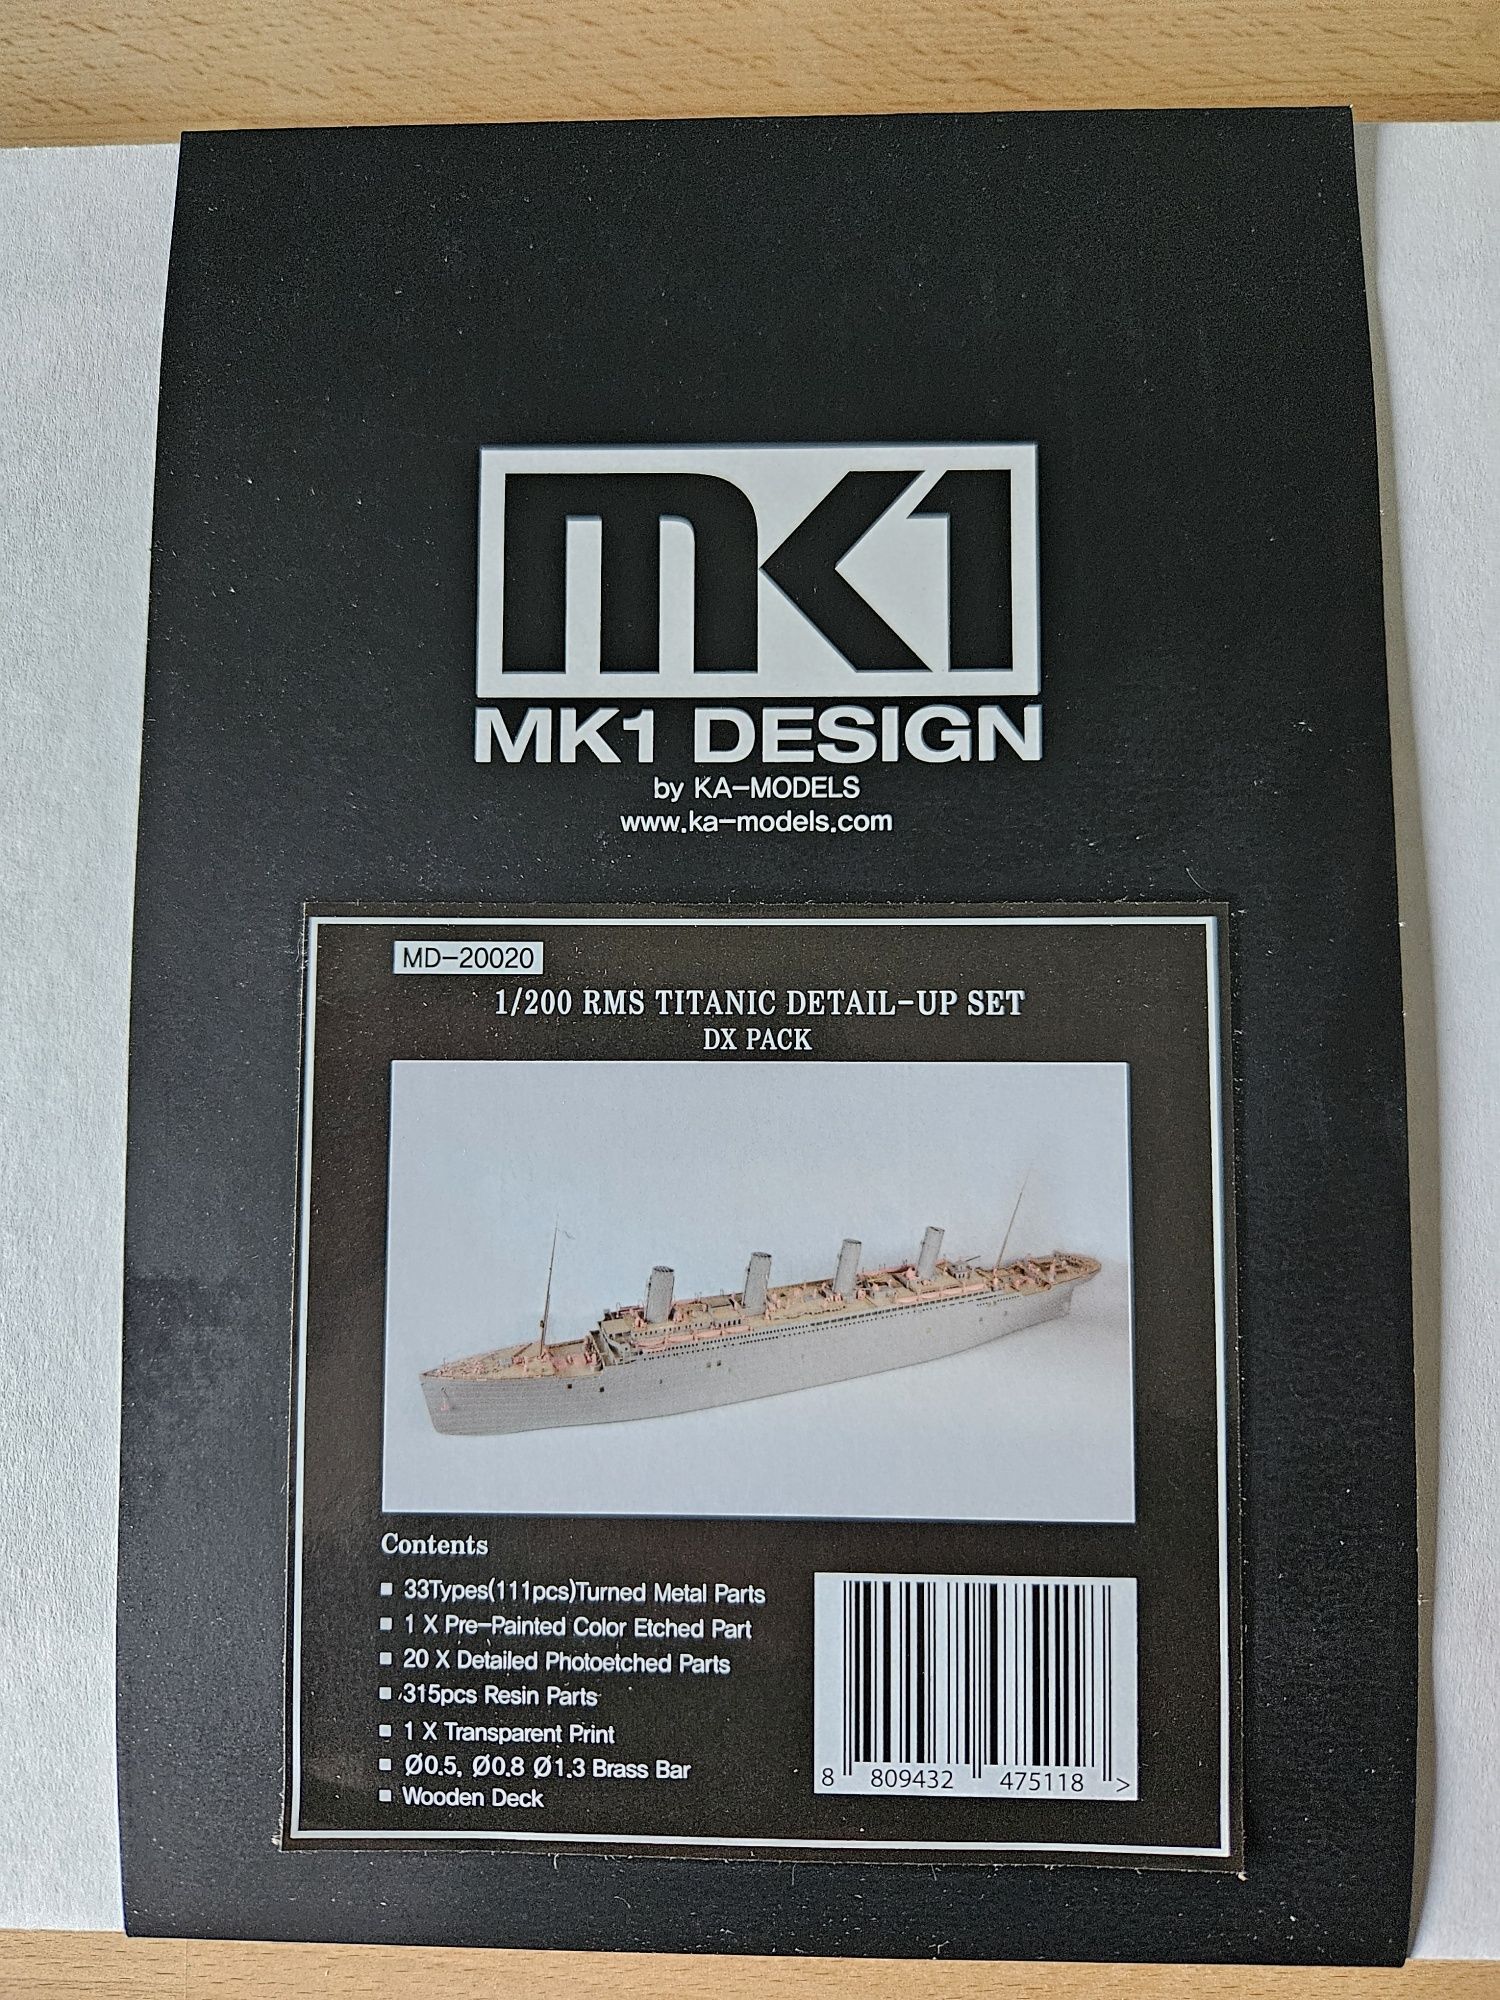 mK1
MK1 DESIGN
by KA-MODELS
www.ka-models.com
MD-20020
1/200 RMS TITANIC DETAIL-UP SET
DX PACK
Contents
■ 33Types(111pcs)Turned Metal Parts
■ 1 X Pre-Painted Color Etched Part
■ 20 X Detailed Photoetched Parts
■ 315pcs Resin Parts
■ 1 X Transparent Print
■ Ø0.5, Ø0.8 Ø1.3 Brass Bar
■ Wooden Deck
8 809432 475118 >